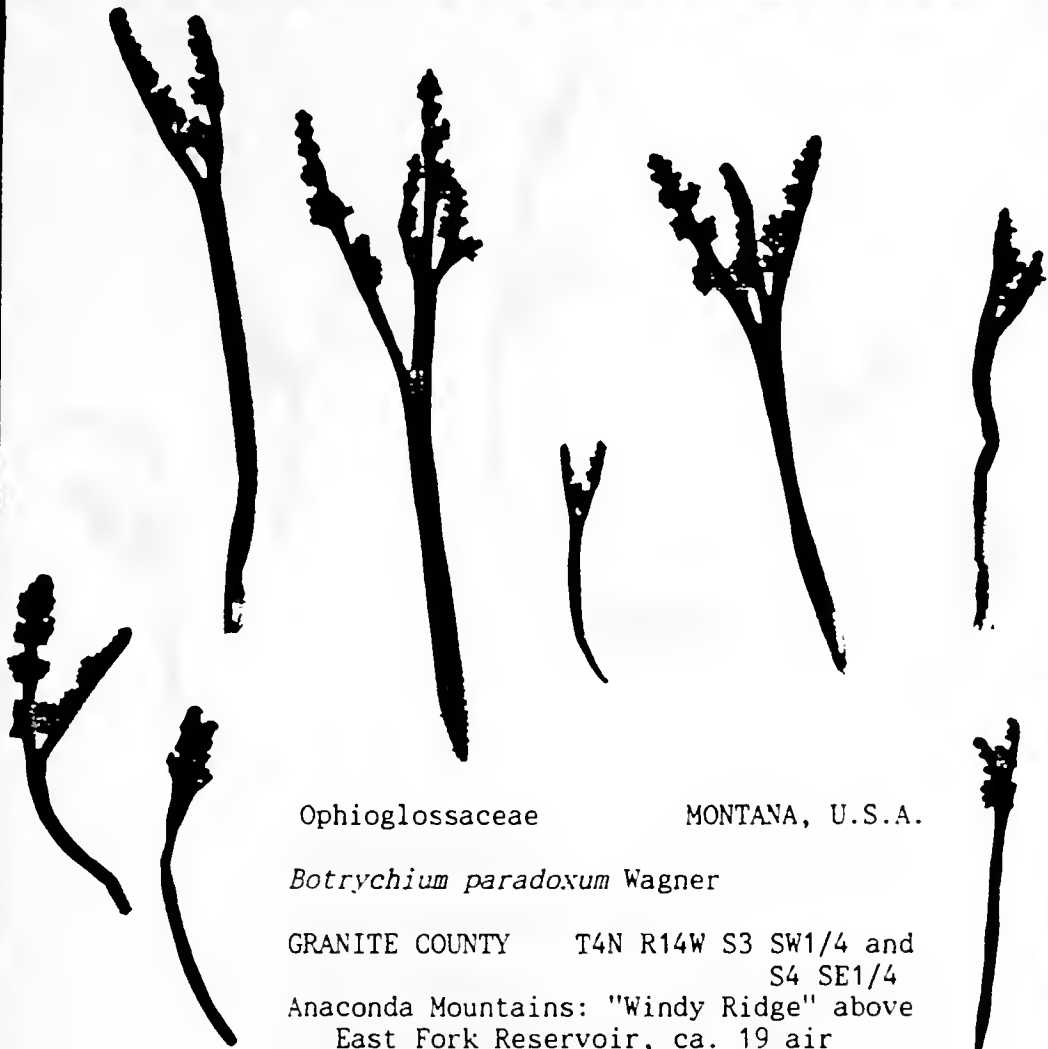 Ophioglossaceae MONTANA, U.S.A.
Botrychium paradoxum Wagner
GRANITE COUNTY T4N R14W S3 SW1/4 and
S4 SE1/4
Anaconda Mountains: "Windy Ridge" above
East Fork Reservoir, ca. 19 air